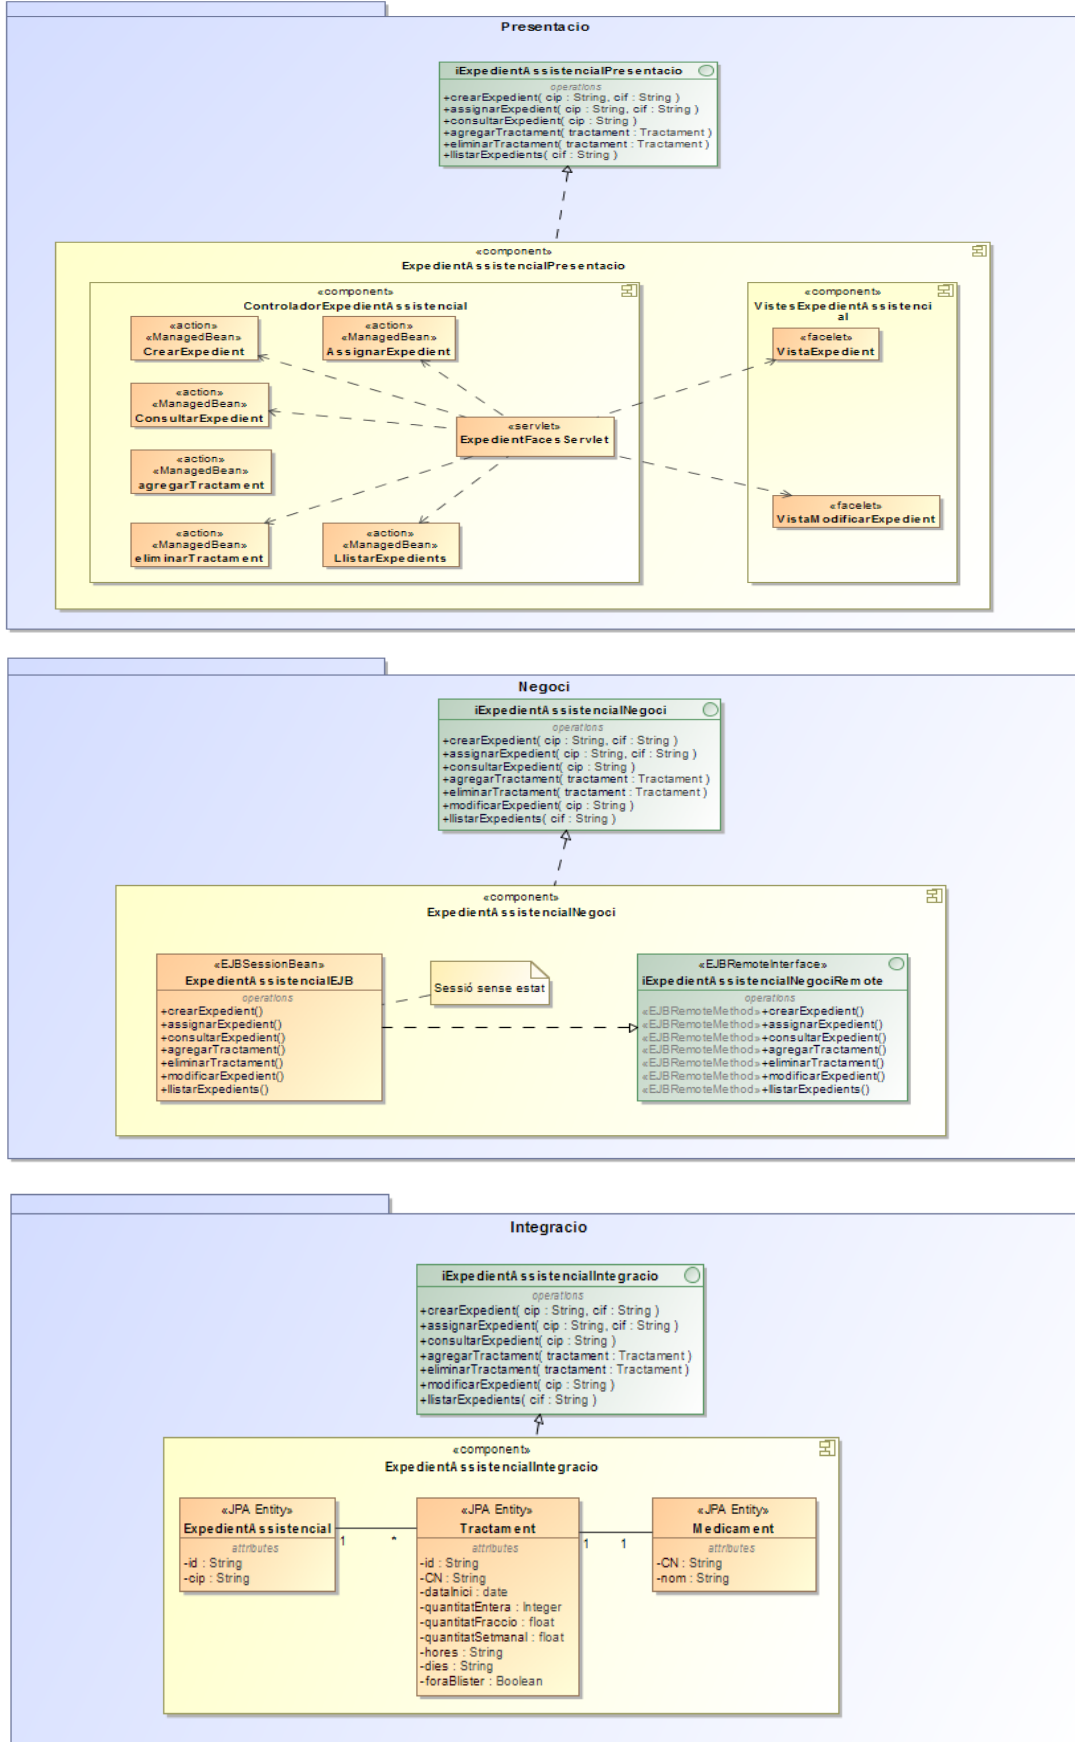 Presentacio
iExpedientAssistencialPresentacio
operations
+crearExpedient( cip : String, cif : String )
+assignarExpedient( cip : String, cif : String )
+consultarExpedient( cip : String )
+agregarTractament( tractament : Tractament )
+eliminarTractament( tractament : Tractament )
+llistarExpedients( cif : String )
«component»
ExpedientAssistencialPresentacio
«component»
ControladorExpedientAssistencial
«action»
«ManagedBean»
CrearExpedient
«action»
«ManagedBean»
AssignarExpedient
«action»
«ManagedBean»
ConsultarExpedient
«servlet»
ExpedientFacesServlet
«action»
«ManagedBean»
agregarTractament
«action»
«ManagedBean»
eliminarTractament
«action»
«ManagedBean»
LlistarExpedients
«component»
VistesExpedientAssistenci
al
«facelet»
VistaExpedient
«facelet»
VistaModificarExpedient
Negoci
iExpedientAssistencialNegoci
operations
+crearExpedient( cip : String, cif : String )
+assignarExpedient( cip : String, cif : String )
+consultarExpedient( cip : String )
+agregarTractament( tractament : Tractament )
+eliminarTractament( tractament : Tractament )
+modificarExpedient( cip : String )
+llistarExpedients( cif : String )
«component»
ExpedientAssistencialNegoci
«EJBSessionBean»
ExpedientAssistencialEJB
operations
+crearExpedient()
+assignarExpedient()
+consultarExpedient()
+agregarTractament()
+eliminarTractament()
+modificarExpedient()
+llistarExpedients()
Sessió sense estat
«EJBRemoteInterface»
iExpedientAssistencialNegociRemote
operations
«EJBRemoteMethod»+crearExpedient()
«EJBRemoteMethod»+assignarExpedient()
«EJBRemoteMethod»+consultarExpedient()
«EJBRemoteMethod»+agregarTractament()
«EJBRemoteMethod»+eliminarTractament()
«EJBRemoteMethod»+modificarExpedient()
«EJBRemoteMethod»+llistarExpedients()
Integracio
iExpedientAssistencialIntegracio
operations
+crearExpedient( cip : String, cif : String )
+assignarExpedient( cip : String, cif : String )
+consultarExpedient( cip : String )
+agregarTractament( tractament : Tractament )
+eliminarTractament( tractament : Tractament )
+modificarExpedient( cip : String )
+llistarExpedients( cif : String )
«component»
ExpedientAssistencialIntegracio
«JPA Entity»
ExpedientAssistencial
attributes
-id : String
-cip : String
1
*
«JPA Entity»
Tractament
attributes
-id : String
-CN : String
-dataInici : date
-quantitatEntera : Integer
-quantitatFraccio : float
-quantitatSetmanal : float
-hores : String
-dies : String
-foraBlister : Boolean
1
1
«JPA Entity»
Medicament
attributes
-CN : String
-nom : String